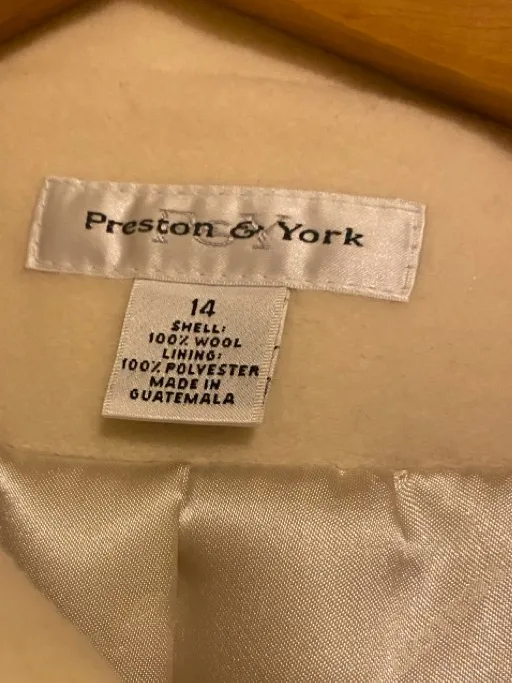 Preston & York
14
SHELL:
100% WOOL
LINING:
100% POLYESTER
MADE IN
GUATEMALA